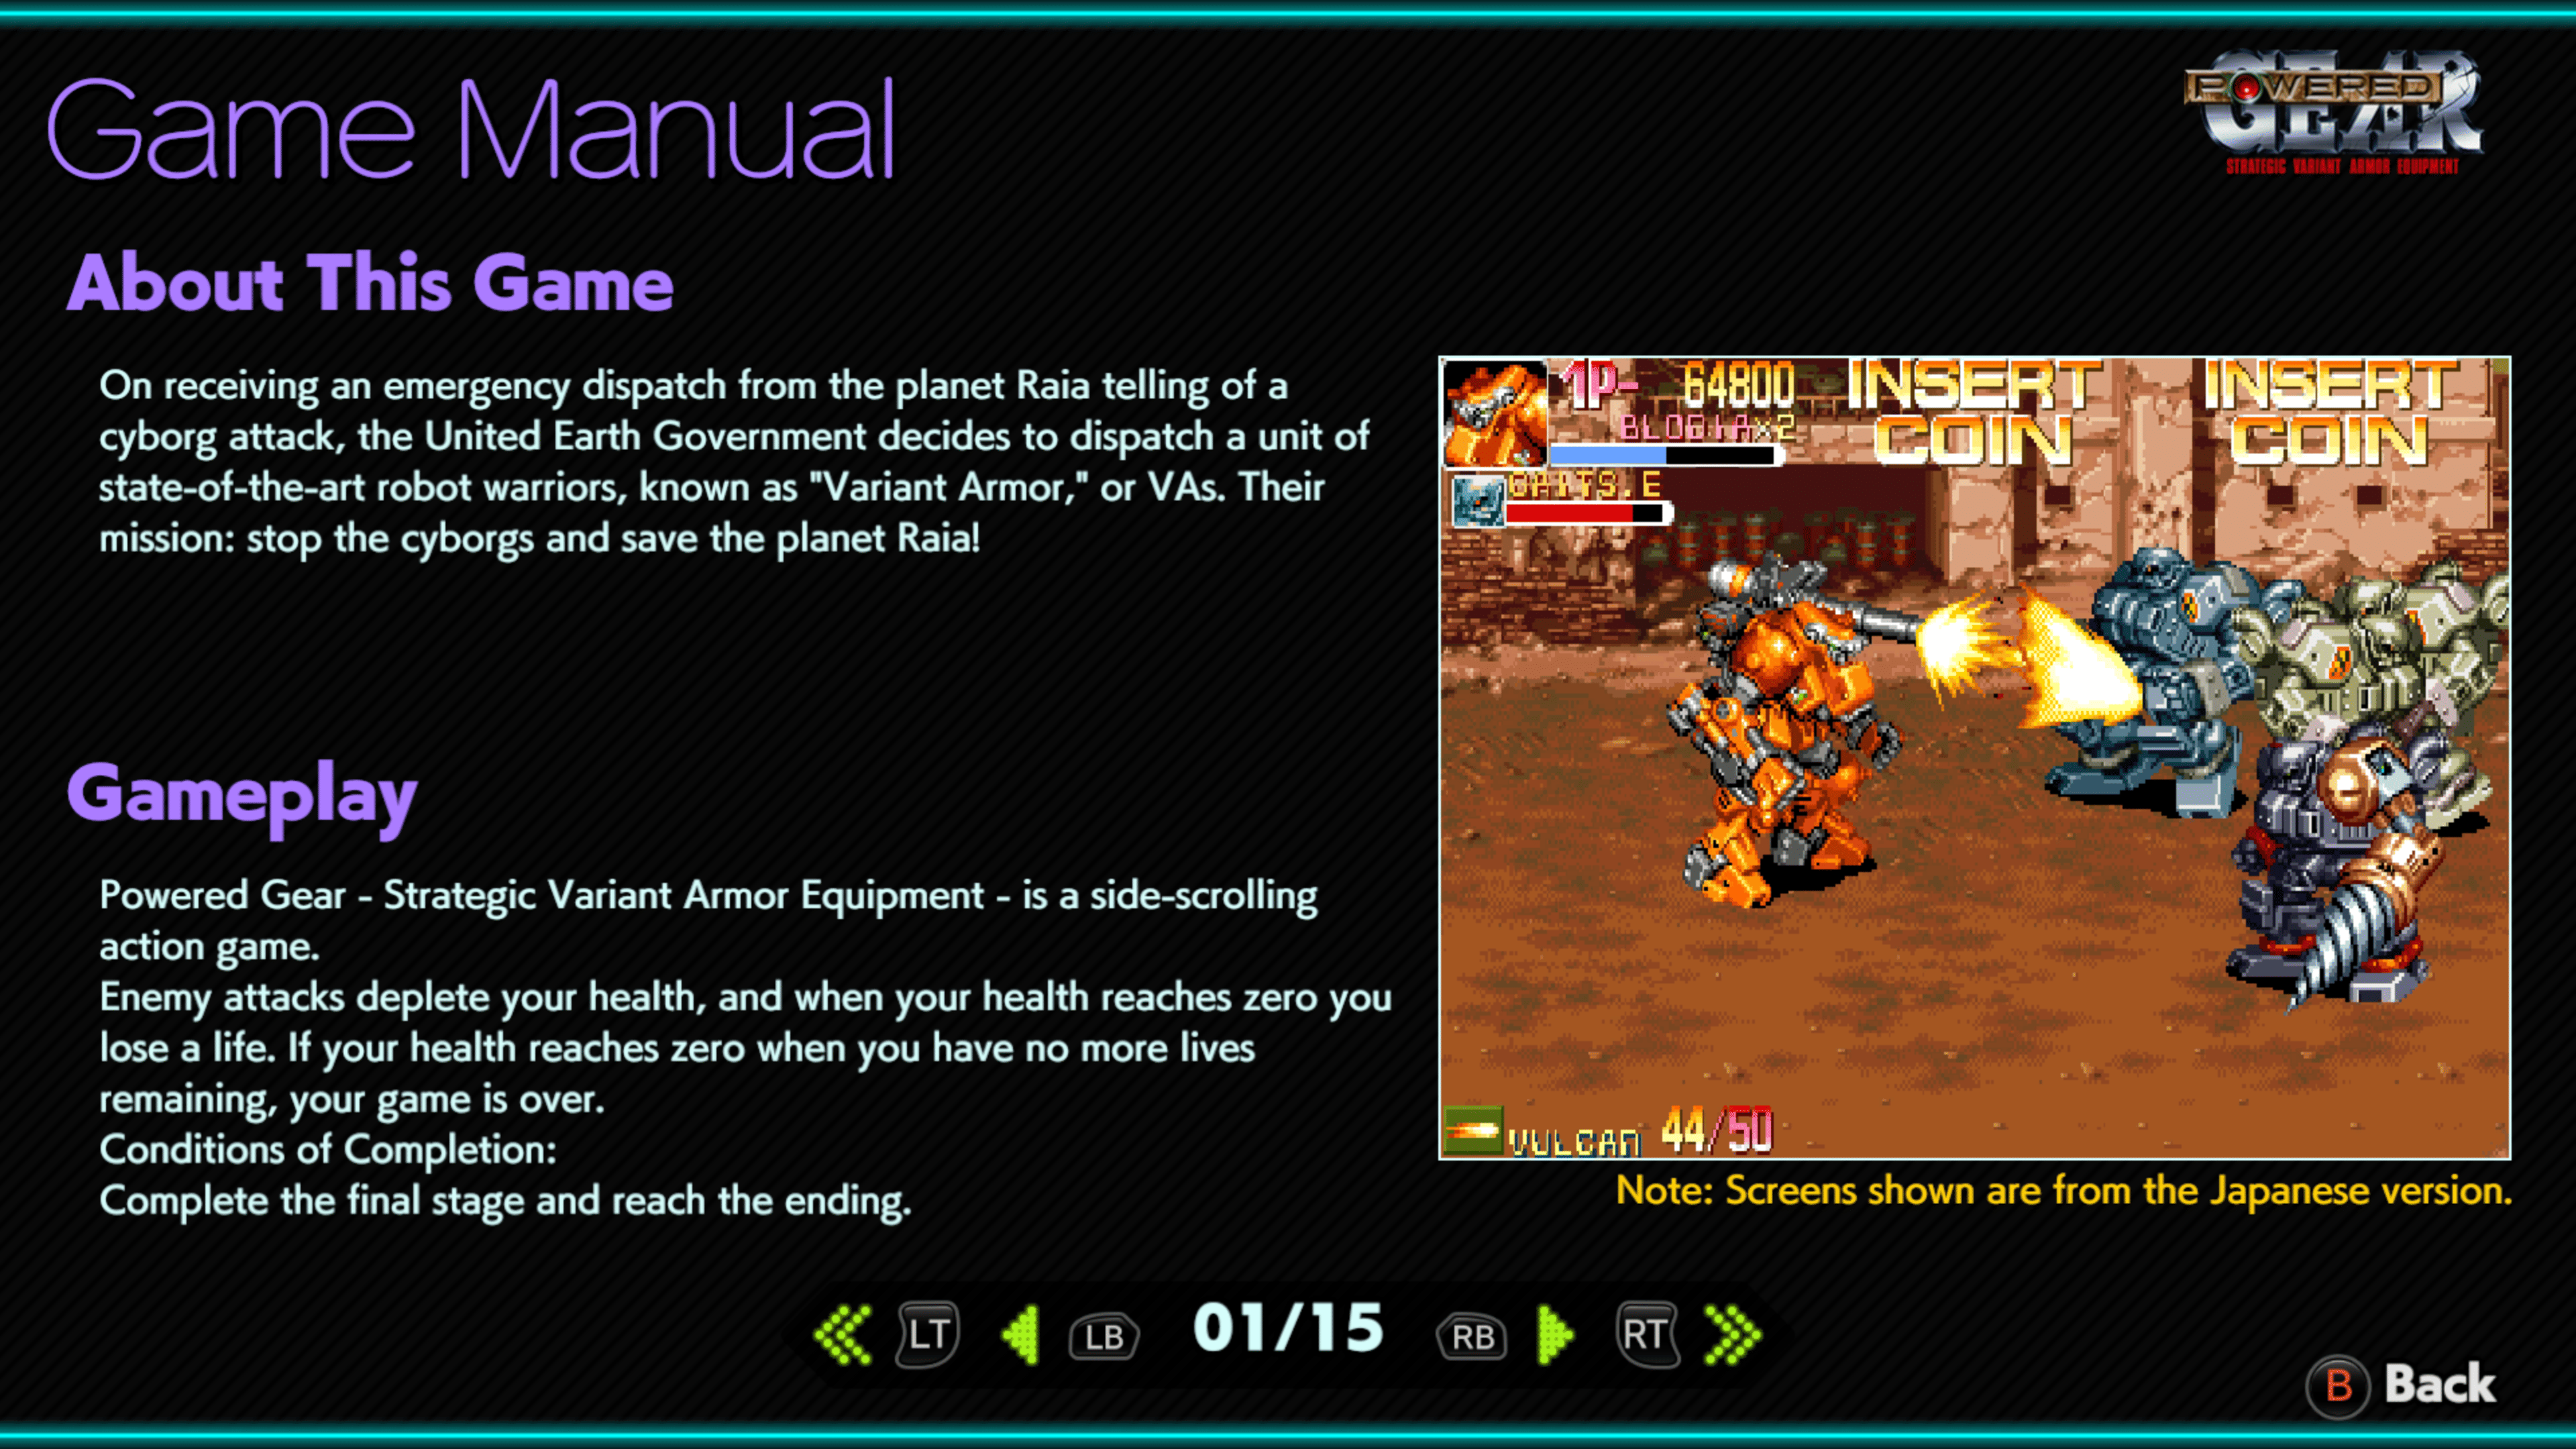 Game Manual
POWERED
GEAR
STRATEGIC VARIANT ARMOR EQUIPMENT
About This Game
On receiving an emergency dispatch from the planet Raia telling of a
cyborg attack, the United Earth Government decides to dispatch a unit of
state-of-the-art robot warriors, known as "Variant Armor," or VAs. Their
mission: stop the cyborgs and save the planet Raia!
Gameplay
Powered Gear - Strategic Variant Armor Equipment - is a side-scrolling
action game.
Enemy attacks deplete your health, and when your health reaches zero you
lose a life. If your health reaches zero when you have no more lives
remaining, your game is over.
Conditions of Completion:
Complete the final stage and reach the ending.
1P- 64800
BLODIAx2
INSERT
COIN
INSERT
COIN
VULCAN 44/50
Note: Screens shown are from the Japanese version.
LT LB 01/15 RB RT
B Back